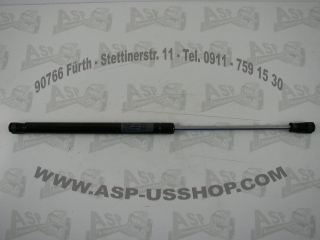 90766 Fürth - Stettinerstr. 11 - Tel. 0911 - 759 15 30
WWW.ASP-USSHOP.COM